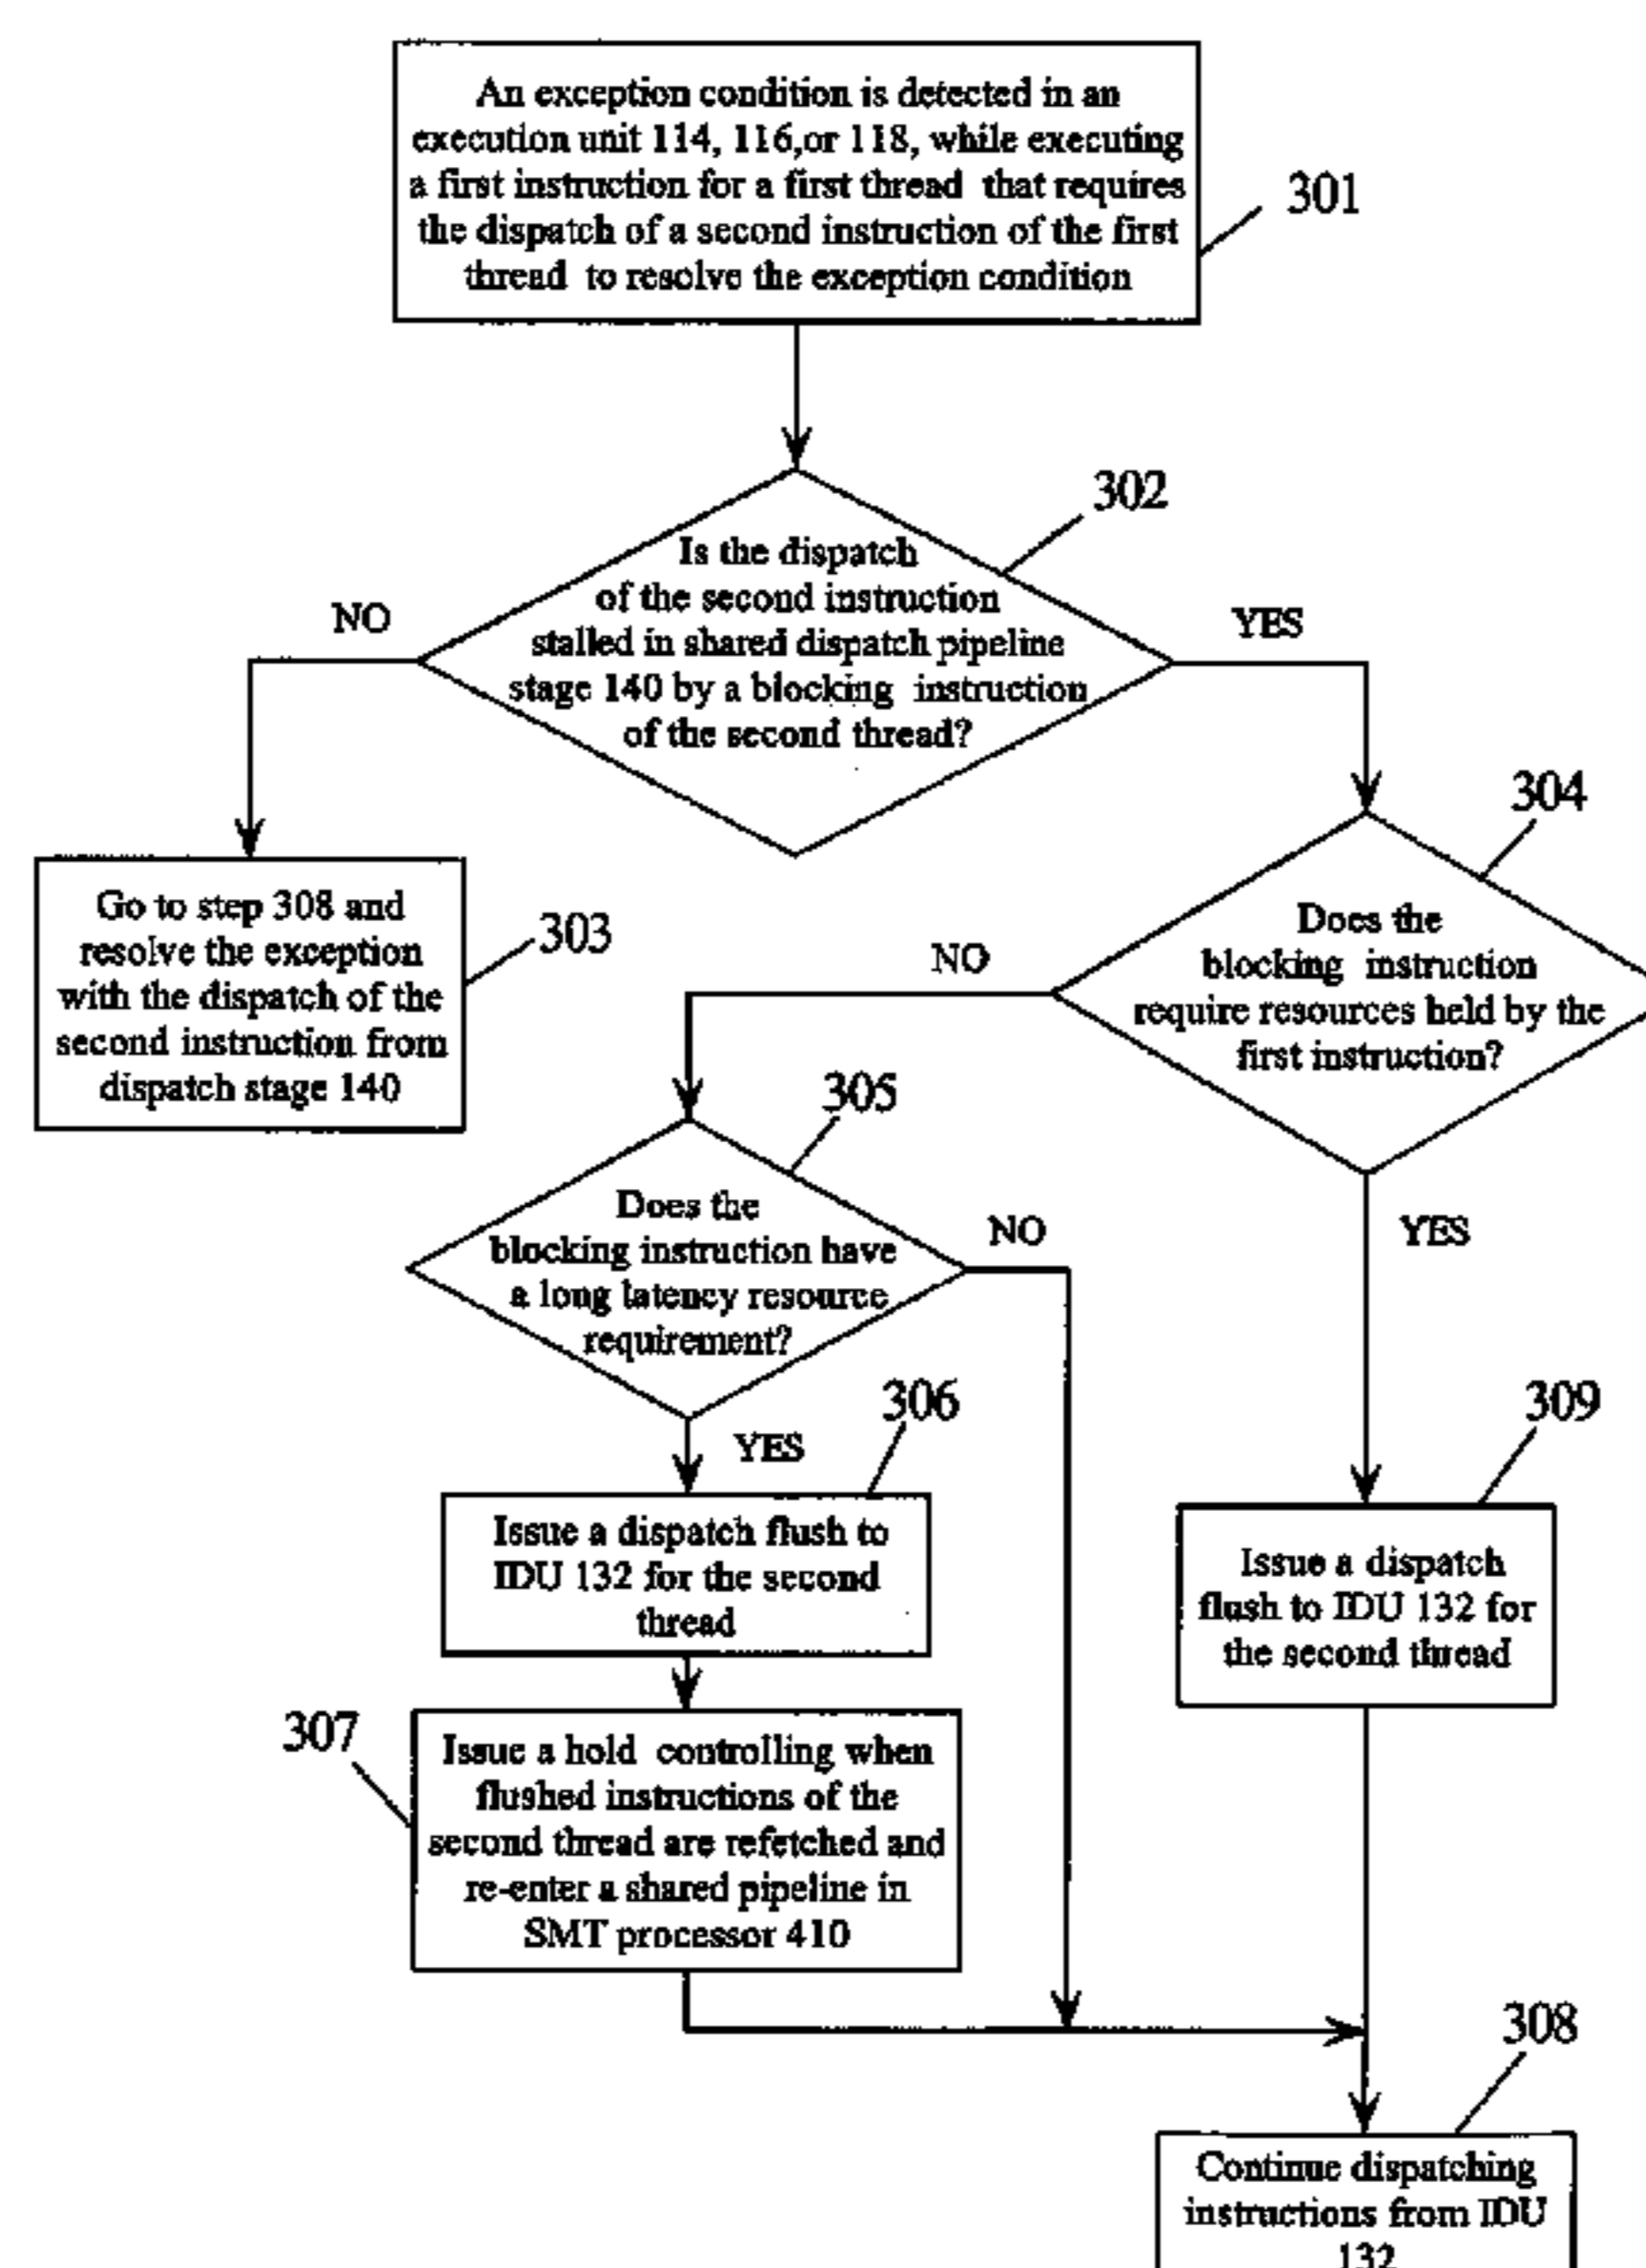 An exception condition is detected in an
execution unit 114, 116,or 118, while executing
a first instruction for a first thread that requires
the dispatch of a second instruction of the first
thread to resolve the exception condition
301
302
Is the dispatch
of the second instruction
stalled in shared dispatch pipeline
stage 140 by a blocking instruction
of the second thread?
NO
YES
304
Go to step 308 and
resolve the exception
with the dispatch of the
second instruction from
dispatch stage 140
303
Does the
blocking instruction
require resources held by the
first instruction?
NO
YES
305
Does the
blocking instruction have
a long latency resource
requirement?
NO
YES
306
Issue a dispatch flush to
IDU 132 for the second
thread
309
Issue a dispatch
flush to IDU 132 for
the second thread
307
Issue a hold controlling when
flushed instructions of the
second thread are refetched and
re-enter a shared pipeline in
SMT processor 410
308
Continue dispatching
instructions from IDU
132